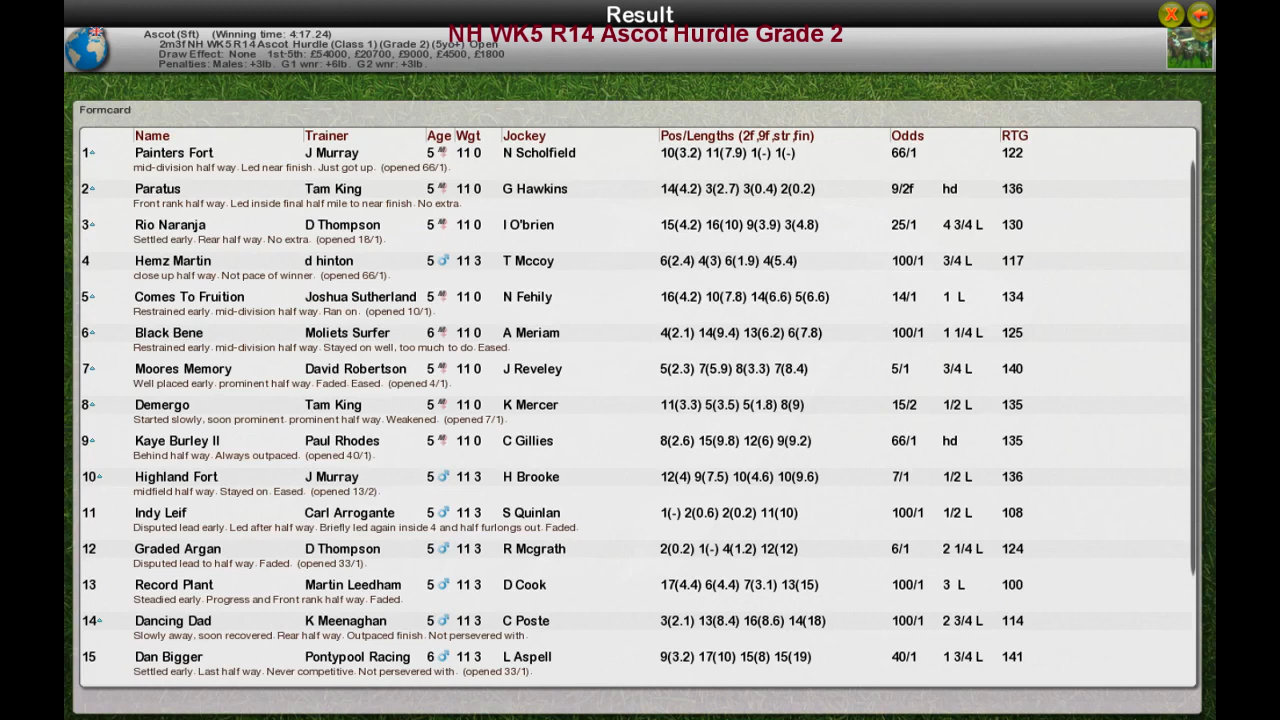 Result
NH WK5 R14 Ascot Hurdle Grade 2
Ascot (Sft) (Winning time: 4:17.24)
2m3f NH WK5 R14 Ascot Hurdle (Class 1) (Grade 2) (5yo+) Open
Draw Effect: None 1st-5th: £54000, £20700, £9000, £4500, £1800
Penalties: Males: +3lb. G1 wnr: +6lb. G2 wnr: +3lb.
Formcard
Name Trainer Age Wgt Jockey Pos/Lengths (2f,9f,str,fin) Odds RTG
1 Painters Fort J Murray 5 11 0 N Scholfield 10(3.2) 11(7.9) 1(-) 1(-) 66/1 122
mid-division half way. Led near finish. Just got up. (opened 66/1).
2 Paratus Tam King 5 11 0 G Hawkins 14(4.2) 3(2.7) 3(0.4) 2(0.2) 9/2f hd 136
Front rank half way. Led inside final half mile to near finish. No extra.
3 Rio Naranja D Thompson 5 11 0 I O'brien 15(4.2) 16(10) 9(3.9) 3(4.8) 25/1 4 3/4 L 130
Settled early. Rear half way. No extra. (opened 18/1).
4 Hemz Martin d hinton 5 11 3 T Mccoy 6(2.4) 4(3) 6(1.9) 4(5.4) 100/1 3/4 L 117
close up half way. Not pace of winner. (opened 66/1).
5 Comes To Fruition Joshua Sutherland 5 11 0 N Fehily 16(4.2) 10(7.8) 14(6.6) 5(6.6) 14/1 1 L 134
Restrained early. mid-division half way. Ran on. (opened 10/1).
6 Black Bene Moliets Surfer 6 11 0 A Meriam 4(2.1) 14(9.4) 13(6.2) 6(7.8) 100/1 1 1/4 L 125
Restrained early. mid-division half way. Stayed on well, too much to do. Eased.
7 Moores Memory David Robertson 5 11 0 J Reveley 5(2.3) 7(5.9) 8(3.3) 7(8.4) 5/1 3/4 L 140
Well placed early. prominent half way. Faded. Eased. (opened 4/1).
8 Demergo Tam King 5 11 0 K Mercer 11(3.3) 5(3.5) 5(1.8) 8(9) 15/2 1/2 L 135
Started slowly, soon prominent. prominent half way. Weakened. (opened 7/1).
9 Kaye Burley II Paul Rhodes 5 11 0 C Gillies 8(2.6) 15(9.8) 12(6) 9(9.2) 66/1 hd 135
Behind half way. Always outpaced. (opened 40/1).
10 Highland Fort J Murray 5 11 3 H Brooke 12(4) 9(7.5) 10(4.6) 10(9.6) 7/1 1/2 L 136
midfield half way. Stayed on. Eased. (opened 13/2).
11 Indy Leif Carl Arrogante 5 11 3 S Quinlan 1(-) 2(0.6) 2(0.2) 11(10) 100/1 1/2 L 108
Disputed lead early. Led after half way. Briefly led again inside 4 and half furlongs out. Faded.
12 Graded Argan D Thompson 5 11 3 R Mcgrath 2(0.2) 1(-) 4(1.2) 12(12) 6/1 2 1/4 L 124
Disputed lead to half way. Faded. (opened 33/1).
13 Record Plant Martin Leedham 5 11 3 D Cook 17(4.4) 6(4.4) 7(3.1) 13(15) 100/1 3 L 100
Steadied early. Progress and Front rank half way. Faded.
14 Dancing Dad K Meenaghan 5 11 3 C Poste 3(2.1) 13(8.4) 16(8.6) 14(18) 100/1 2 3/4 L 114
Slowly away, soon recovered. Rear half way. Outpaced finish. Not persevered with.
15 Dan Bigger Pontypool Racing 6 11 3 L Aspell 9(3.2) 17(10) 15(8) 15(19) 40/1 1 3/4 L 141
Settled early. Last half way. Never competitive. Not persevered with. (opened 33/1).